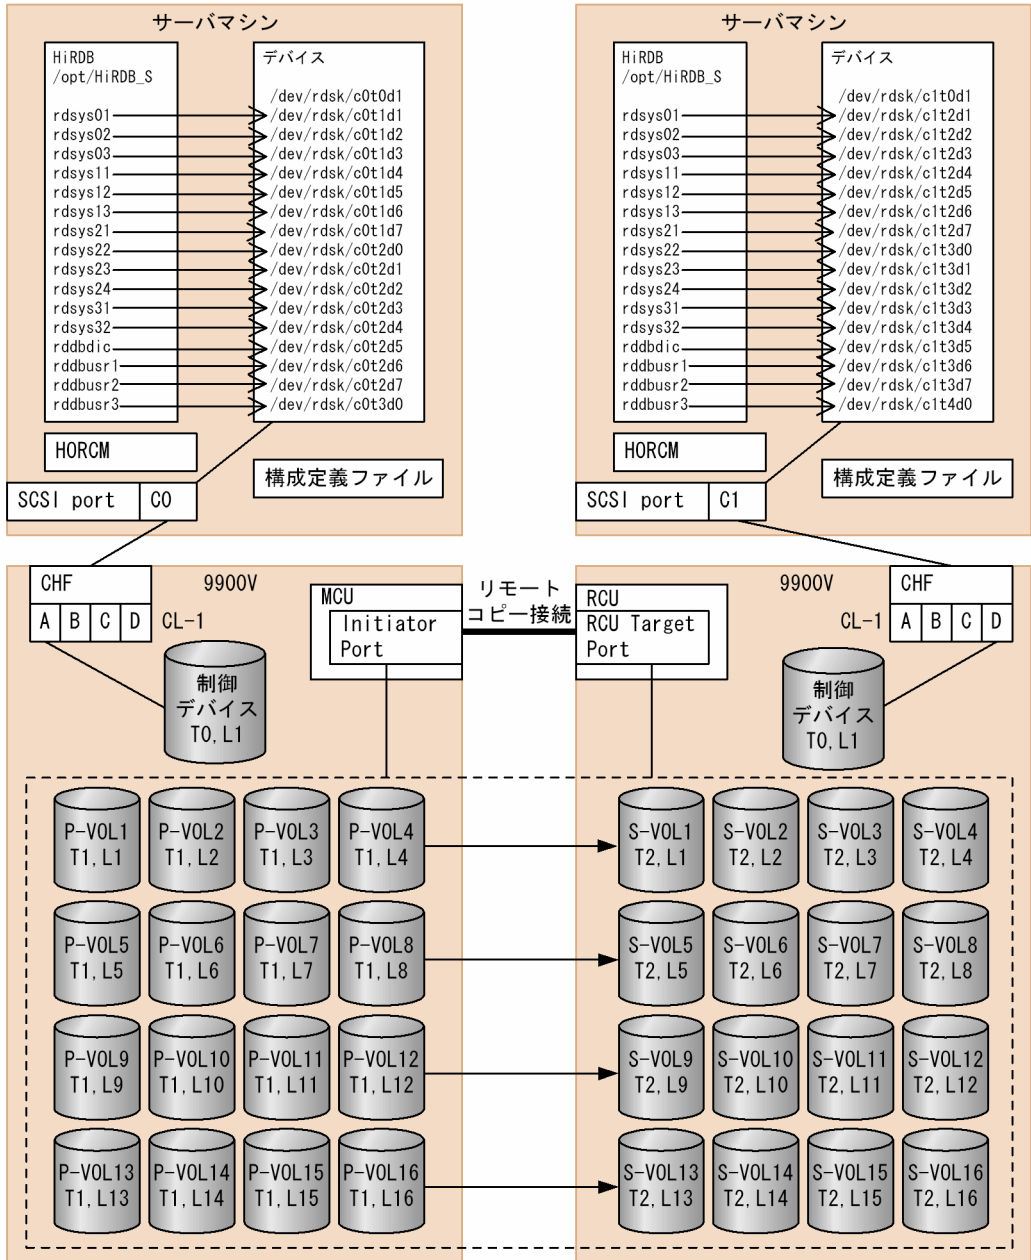 サーバマシン
HiRDB
/opt/HiRDB_S
rdsys01
rdsys02
rdsys03
rdsys11
rdsys12
rdsys13
rdsys21
rdsys22
rdsys23
rdsys24
rdsys31
rdsys32
rddbdic
rddbusr1
rddbusr2
rddbusr3
デバイス
/dev/rdsk/c0t0d1
/dev/rdsk/c0t1d1
/dev/rdsk/c0t1d2
/dev/rdsk/c0t1d3
/dev/rdsk/c0t1d4
/dev/rdsk/c0t1d5
/dev/rdsk/c0t1d6
/dev/rdsk/c0t1d7
/dev/rdsk/c0t2d0
/dev/rdsk/c0t2d1
/dev/rdsk/c0t2d2
/dev/rdsk/c0t2d3
/dev/rdsk/c0t2d4
/dev/rdsk/c0t2d5
/dev/rdsk/c0t2d6
/dev/rdsk/c0t2d7
/dev/rdsk/c0t3d0
HORCM
構成定義ファイル
SCSI port C0
サーバマシン
HiRDB
/opt/HiRDB_S
rdsys01
rdsys02
rdsys03
rdsys11
rdsys12
rdsys13
rdsys21
rdsys22
rdsys23
rdsys24
rdsys31
rdsys32
rddbdic
rddbusr1
rddbusr2
rddbusr3
デバイス
/dev/rdsk/c1t0d1
/dev/rdsk/c1t2d1
/dev/rdsk/c1t2d2
/dev/rdsk/c1t2d3
/dev/rdsk/c1t2d4
/dev/rdsk/c1t2d5
/dev/rdsk/c1t2d6
/dev/rdsk/c1t2d7
/dev/rdsk/c1t3d0
/dev/rdsk/c1t3d1
/dev/rdsk/c1t3d2
/dev/rdsk/c1t3d3
/dev/rdsk/c1t3d4
/dev/rdsk/c1t3d5
/dev/rdsk/c1t3d6
/dev/rdsk/c1t3d7
/dev/rdsk/c1t4d0
HORCM
構成定義ファイル
SCSI port C1
CHF
A B C D
CL-1
9900V
MCU
Initiator
Port
リモート
コピー接続
RCU
RCU Target
Port
9900V
CHF
CL-1
A B C D
制御
デバイス
T0,L1
制御
デバイス
T0,L1
P-VOL1 P-VOL2 P-VOL3 P-VOL4
T1,L1 T1,L2 T1,L3 T1,L4
S-VOL1 S-VOL2 S-VOL3 S-VOL4
T2,L1 T2,L2 T2,L3 T2,L4
P-VOL5 P-VOL6 P-VOL7 P-VOL8
T1,L5 T1,L6 T1,L7 T1,L8
S-VOL5 S-VOL6 S-VOL7 S-VOL8
T2,L5 T2,L6 T2,L7 T2,L8
P-VOL9 P-VOL10 P-VOL11 P-VOL12
T1,L9 T1,L10 T1,L11 T1,L12
S-VOL9 S-VOL10 S-VOL11 S-VOL12
T2,L9 T2,L10 T2,L11 T2,L12
P-VOL13 P-VOL14 P-VOL15 P-VOL16
T1,L13 T1,L14 T1,L15 T1,L16
S-VOL13 S-VOL14 S-VOL15 S-VOL16
T2,L13 T2,L14 T2,L15 T2,L16